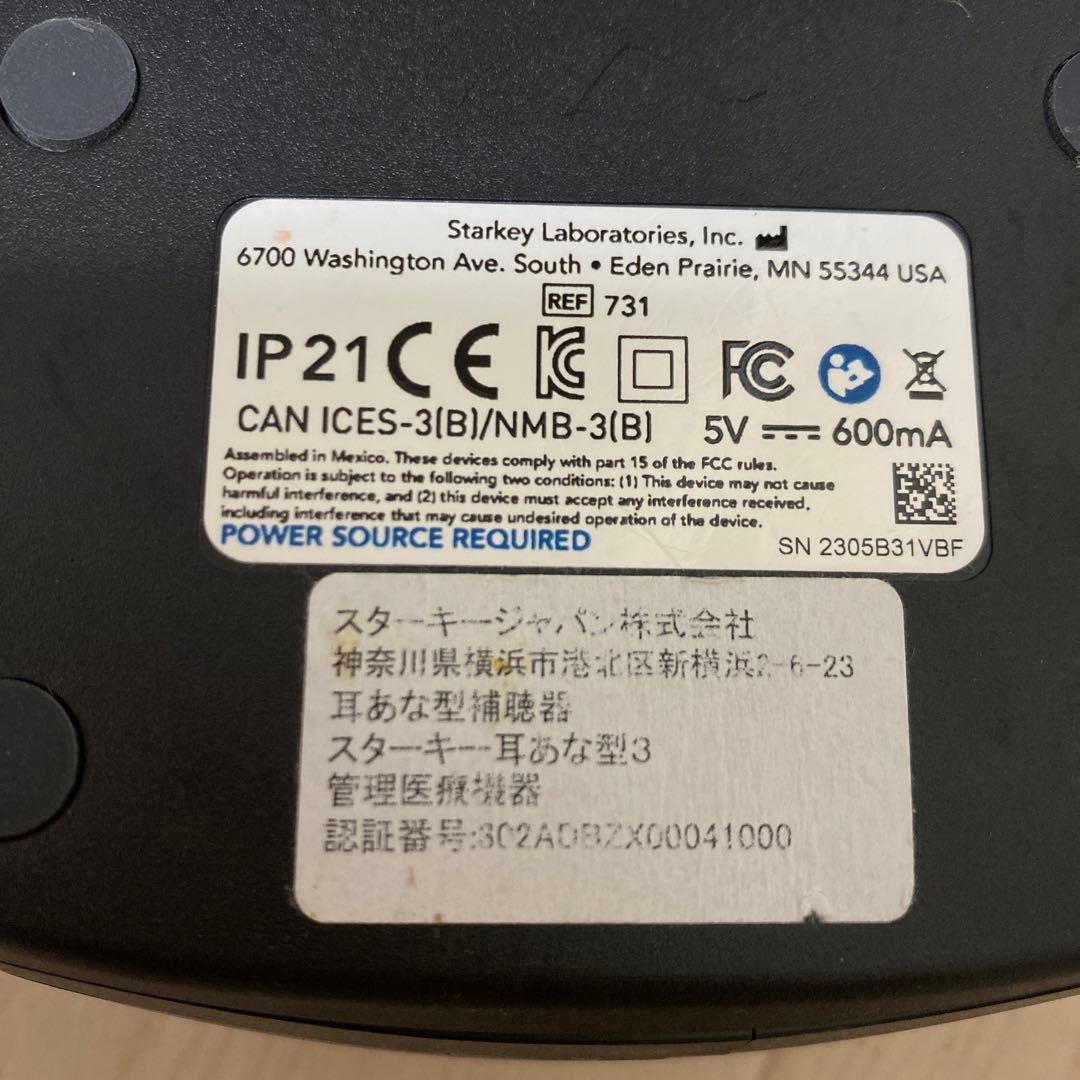 Starkey Laboratories, Inc.
6700 Washington Ave. South • Eden Prairie, MN 55344 USA
REF 731
IP21 CE KC FC
CAN ICES-3(B)/NMB-3(B) 5V 600mA
Assembled in Mexico. These devices comply with part 15 of the FCC rules.
Operation is subject to the following two conditions: (1) This device may not cause
harmful interference, and (2) this device must accept any interference received,
including interference that may cause undesired operation of the device.
POWER SOURCE REQUIRED
SN 2305B31VBF
スターキージャパン株式会社
神奈川県横浜市港北区新横浜2-6-23
耳あな型補聴器
スターキー耳あな型3
管理医療機器
認証番号:302ADBZX00041000